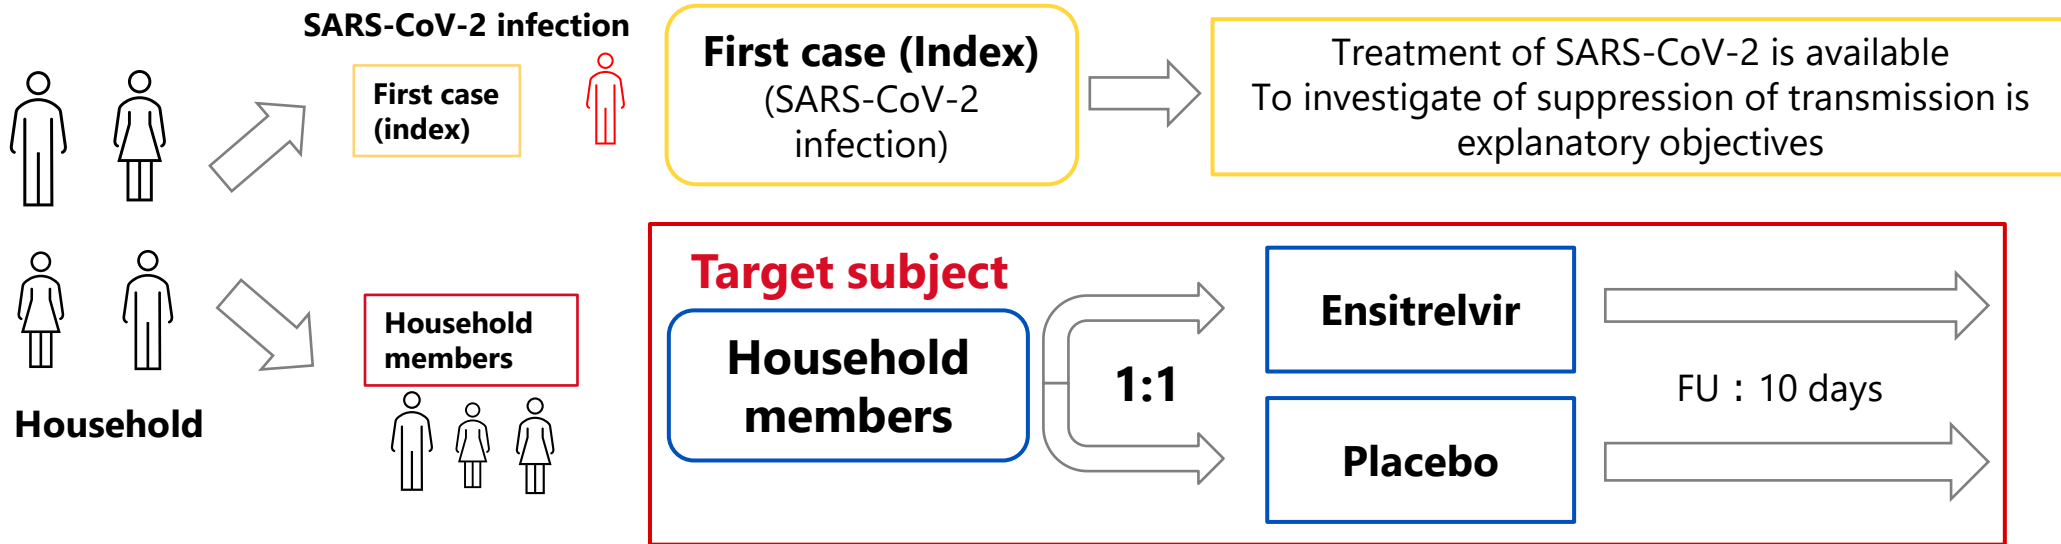 SARS-CoV-2 infection
First case
(index)
Household
members
Household
First case (Index)
(SARS-CoV-2
infection)
Treatment of SARS-CoV-2 is available
To investigate of suppression of transmission is
explanatory objectives
Target subject
Household
members
1:1
Ensitrelvir
Placebo
FU：10 days